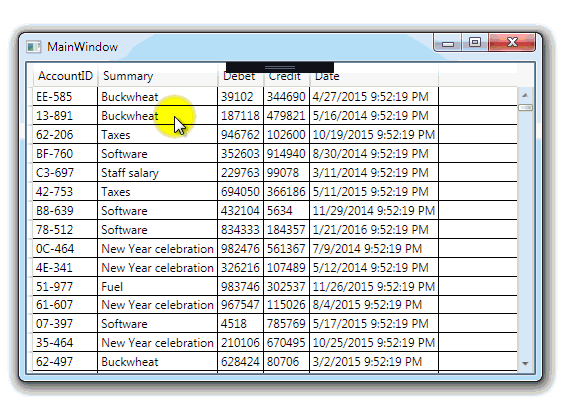 MainWindow
AccountID Summary Debet Credit Date
EE-585 Buckwheat 39102 344690 4/27/2015 9:52:19 PM
13-891 Buckwheat 187118 479821 5/16/2014 9:52:19 PM
62-206 Taxes 946762 102600 10/19/2015 9:52:19 PM
BF-760 Software 352603 914940 8/30/2014 9:52:19 PM
C3-697 Staff salary 229763 99078 3/11/2014 9:52:19 PM
42-753 Taxes 694050 366186 5/11/2015 9:52:19 PM
B8-639 Software 432104 5634 11/29/2014 9:52:19 PM
78-512 Software 834333 184357 1/21/2016 9:52:19 PM
0C-464 New Year celebration 982476 561367 7/9/2014 9:52:19 PM
4E-341 New Year celebration 326216 107489 5/12/2014 9:52:19 PM
51-977 Fuel 983746 302537 11/26/2015 9:52:19 PM
61-607 New Year celebration 967547 115026 8/4/2015 9:52:19 PM
07-397 Software 4518 785769 5/17/2015 9:52:19 PM
35-464 New Year celebration 210106 670495 10/25/2015 9:52:19 PM
62-497 Buckwheat 628424 80706 3/2/2015 9:52:19 PM